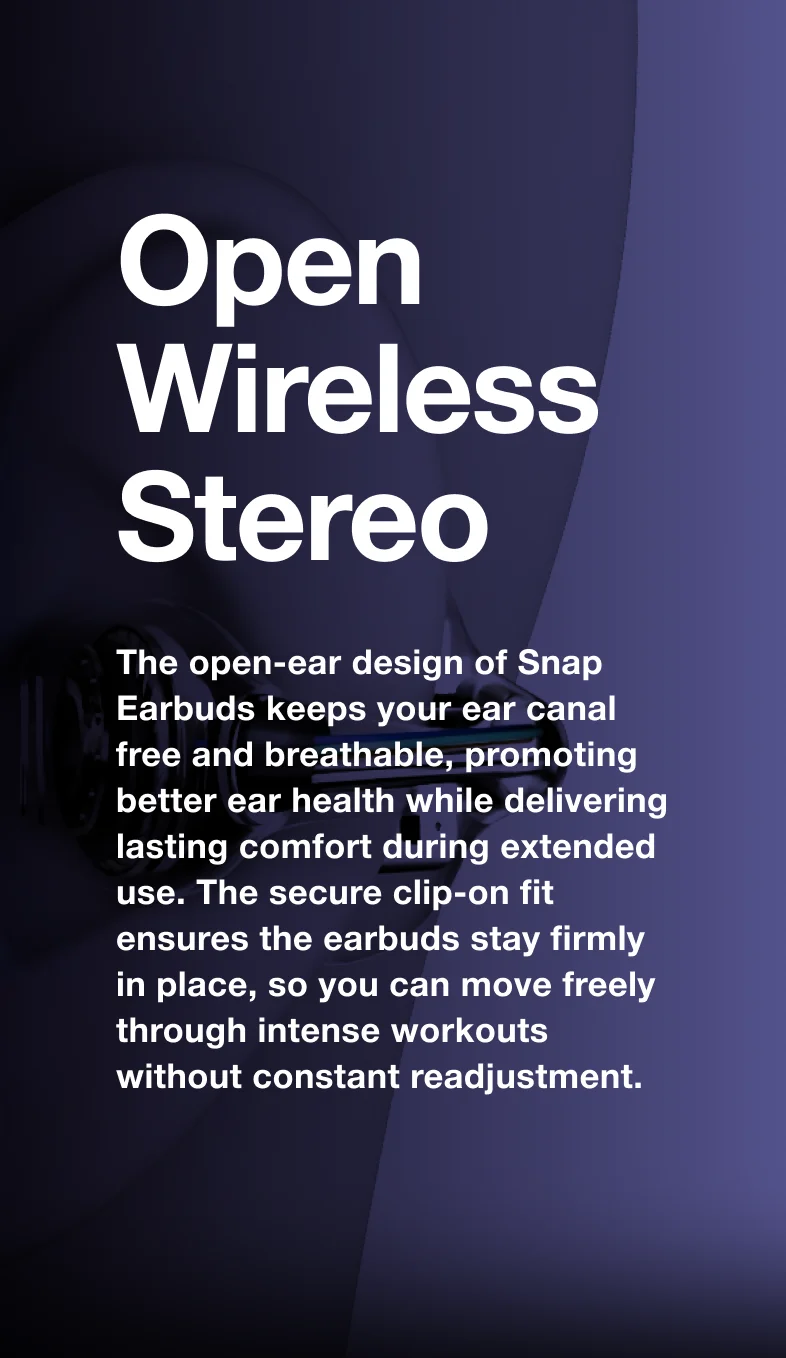 Open
Wireless
Stereo
The open-ear design of Snap
Earbuds keeps your ear canal
free and breathable, promoting
better ear health while delivering
lasting comfort during extended
use. The secure clip-on fit
ensures the earbuds stay firmly
in place, so you can move freely
through intense workouts
without constant readjustment.